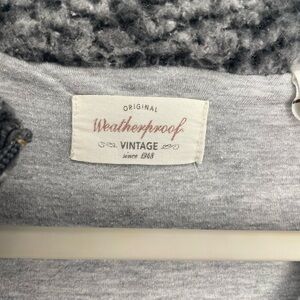 ORIGINAL
Weatherproof
VINTAGE
since 1948